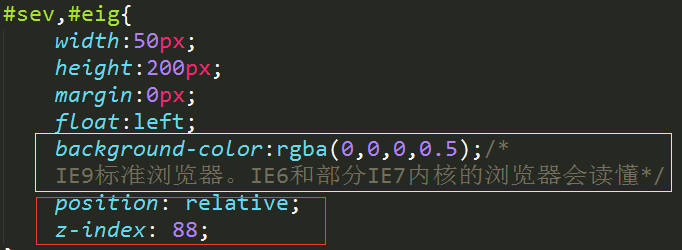 #sev,#eig{
width:50px;
height:200px;
margin:0px;
float:left;
background-color:rgba(0,0,0,0.5);/*
IE9标准浏览器。IE6和部分IE7内核的浏览器会读懂*/
position: relative;
z-index: 88;